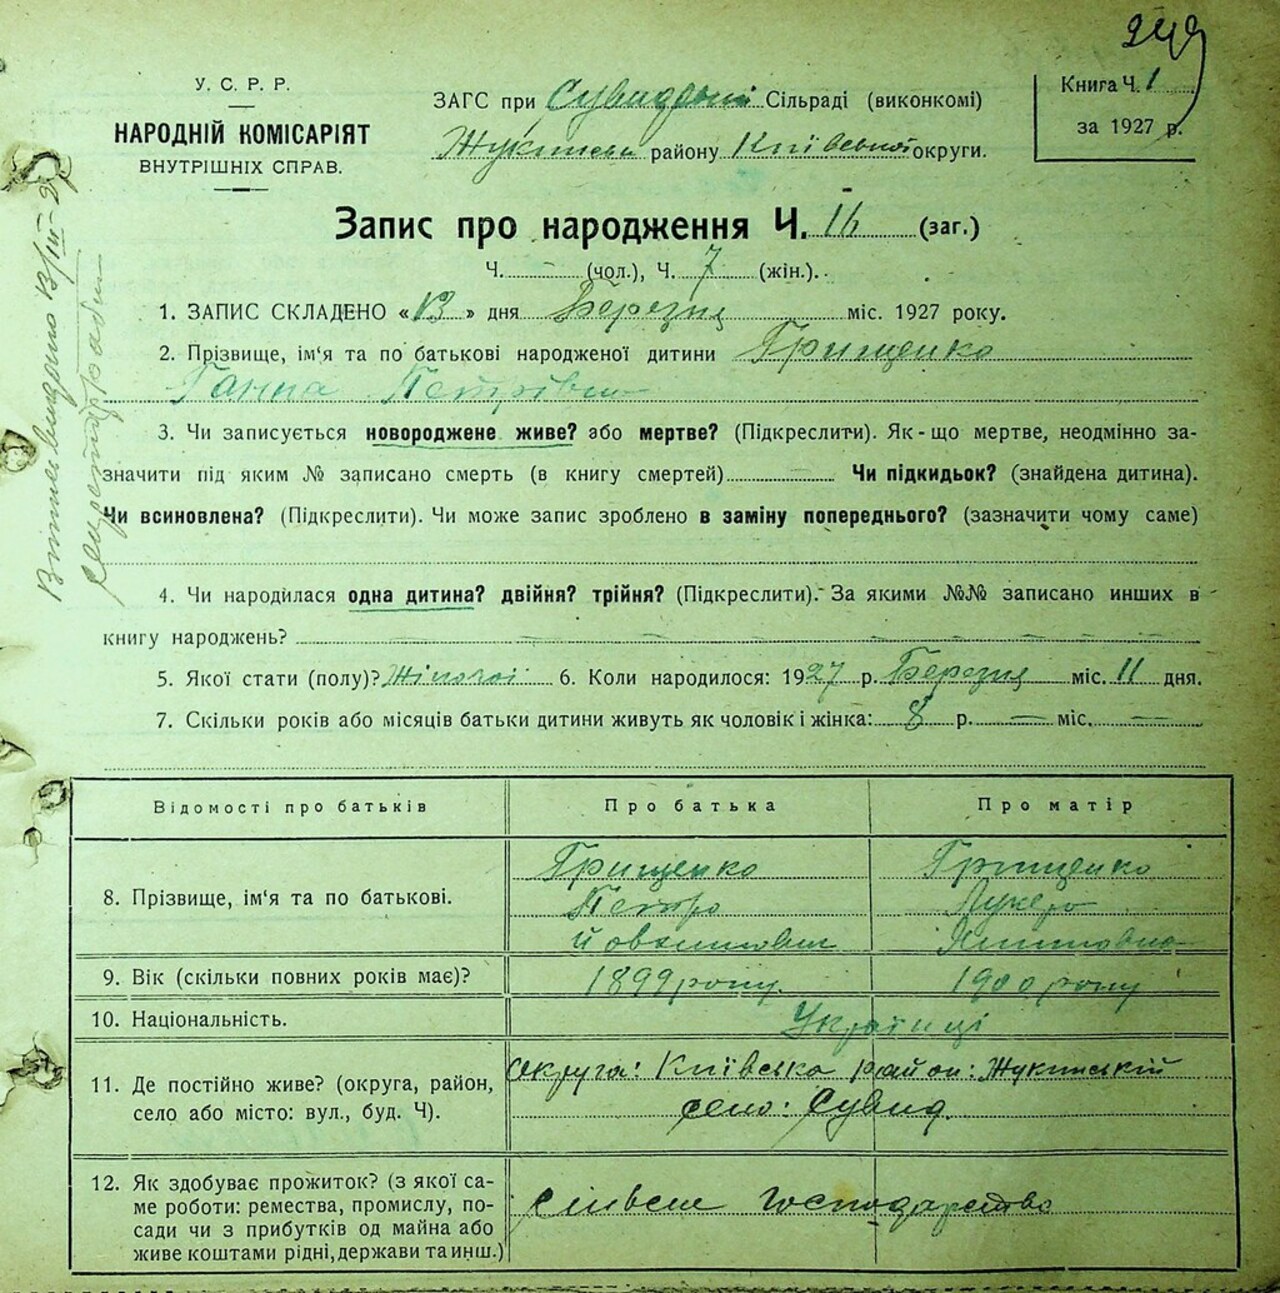 249
У. С. Р. Р.
НАРОДНІЙ КОМІСАРІЯТ
ВНУТРІШНІХ СПРАВ.
ЗАГС при Сувидській Сільраді (виконкомі)
Жукинськ району Київської округи.
Книга Ч. 1
за 1927 р.
Запис про народження Ч. 16 (заг.)
Ч. — (чол.), Ч. 7 (жін.).
1. ЗАПИС СКЛАДЕНО «13» дня Березня міс. 1927 року.
2. Прізвище, ім'я та по батькові народженої дитини Грищенко
Ганна Петрівна
3. Чи записується новороджене живе? або мертве? (Підкреслити). Як-що мертве, неодмінно за-
значити під яким № записано смерть (в книгу смертей) Чи підкидьок? (знайдена дитина).
Чи всиновлена? (Підкреслити). Чи може запис зроблено в заміну попереднього? (зазначити чому саме)
4. Чи народилася одна дитина? двійня? трійня? (Підкреслити). За якими №№ записано инших в
книгу народжень?
5. Якої стати (полу)? Жіночої 6. Коли народилося: 1927 р. Березня міс. 11 дня.
7. Скільки років або місяців батьки дитини живуть як чоловік і жінка: 8 р. — міс. —
Відомості про батьків Про батька Про матір
8. Прізвище, ім'я та по батькові.
Грищенко Грищенко
Петро
9. Вік (скільки повних років має)? 1899 року. 1900 року
10. Національність. Українці
11. Де постійно живе? (округа, район,
село або місто: вул., буд. Ч).
Округа: Київська район: Жукинській
село: Сувид.
12. Як здобуває прожиток? (з якої са-
ме роботи: ремества, промислу, по-
сади чи з прибутків од майна або
живе коштами рідні, держави та инш.)
господарство